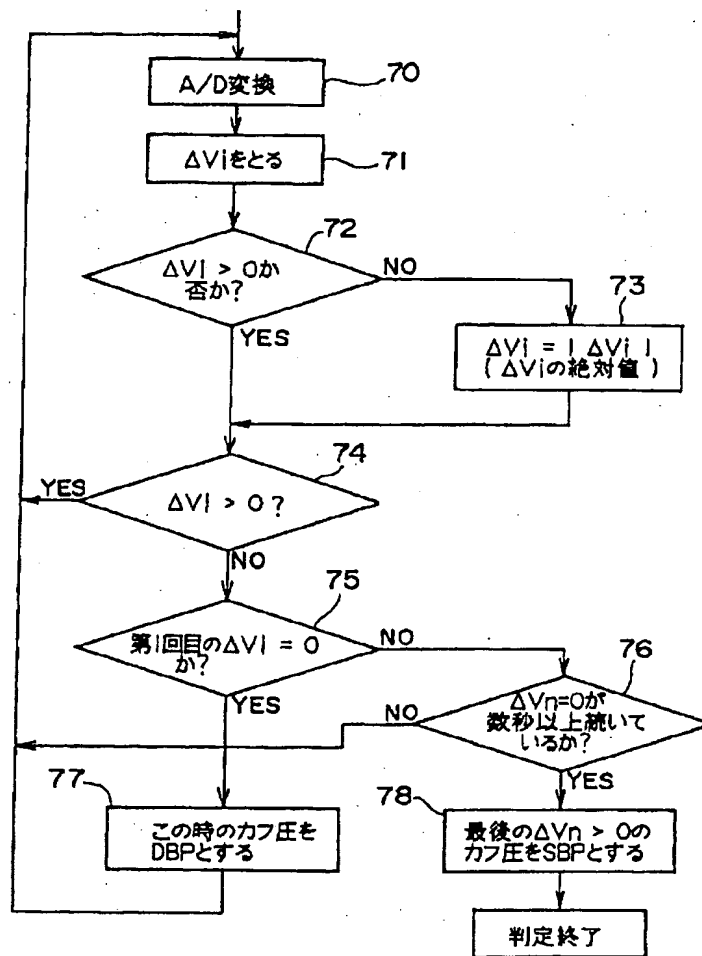 A/D変換
70
ΔViをとる
71
72
ΔVi > 0か
否か?
NO
YES
73
ΔVi = | ΔVi |
( ΔViの絶対値 )
74
YES
ΔVi > 0 ?
NO
75
第1回目のΔVi = 0
か?
NO
YES
76
ΔVn=0が
数秒以上続いて
いるか?
NO
YES
77
この時のカフ圧を
DBPとする
78
最後のΔVn > 0の
カフ圧をSBPとする
判定終了